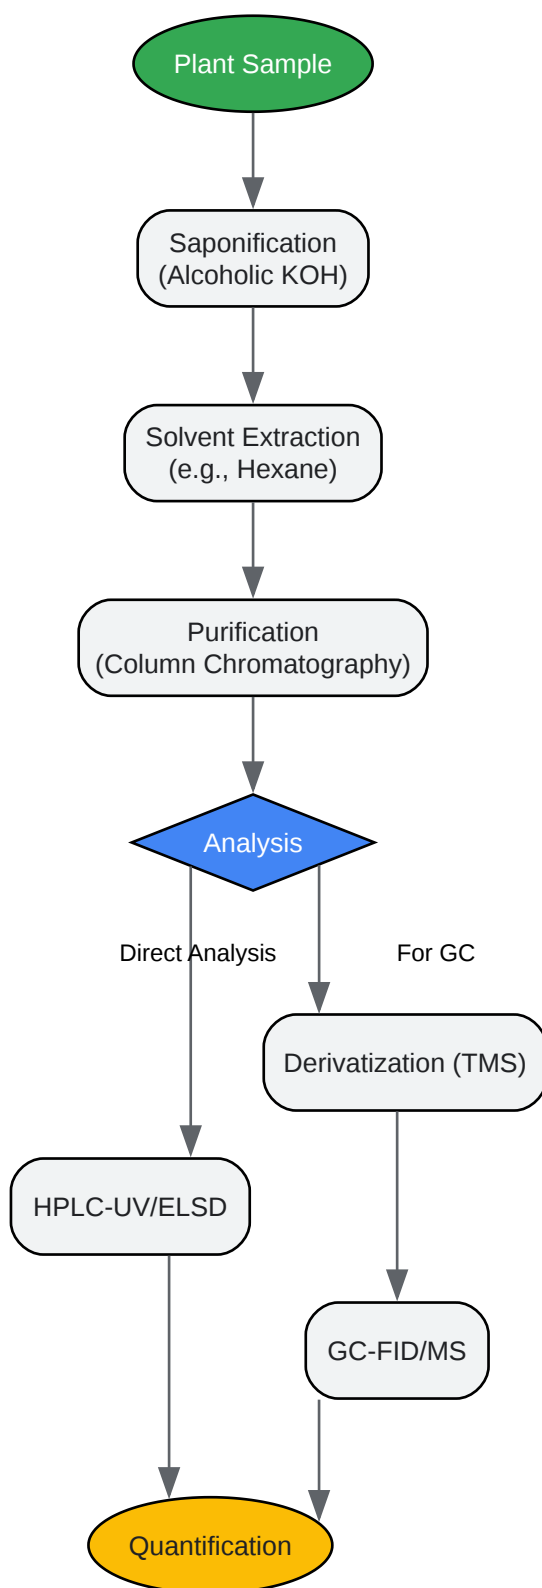 Plant Sample
Saponification
(Alcoholic KOH)
Solvent Extraction
(e.g., Hexane)
Purification
(Column Chromatography)
Analysis
Direct Analysis
For GC
Derivatization (TMS)
HPLC-UV/ELSD
GC-FID/MS
Quantification